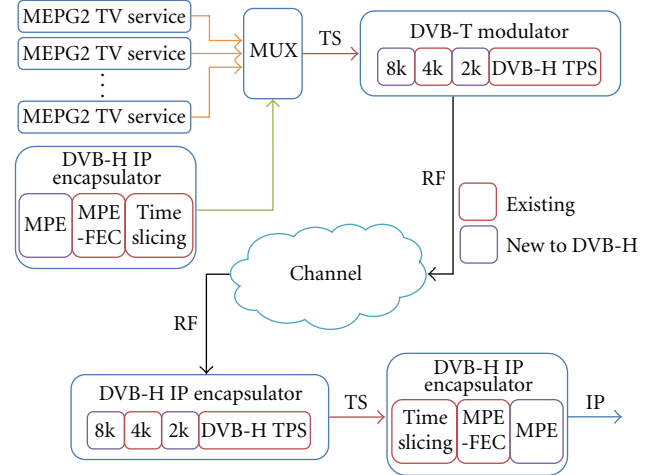 MEPG2 TV service
MEPG2 TV service
⋮
MEPG2 TV service
MUX
TS
DVB-T modulator
8k 4k 2k DVB-H TPS
DVB-H IP
encapsulator
MPE
MPE
-FEC
Time
slicing
RF
Existing
New to DVB-H
Channel
RF
DVB-H IP encapsulator
8k 4k 2k DVB-H TPS
TS
DVB-H IP
encapsulator
Time
slicing
MPE
-FEC
MPE
IP